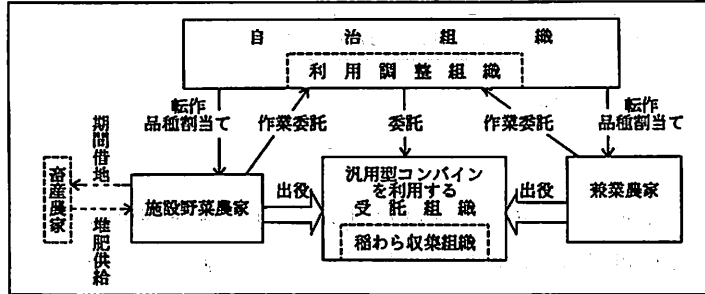 自治組織
利用調整組織
転作
品種割当て
作業委託
委託
作業委託
転作
品種割当て
期間借地
畜産農家
堆肥供給
施設野菜農家
出役
汎用型コンバイン
を利用する
受託組織
稲わら収集組織
出役
兼業農家